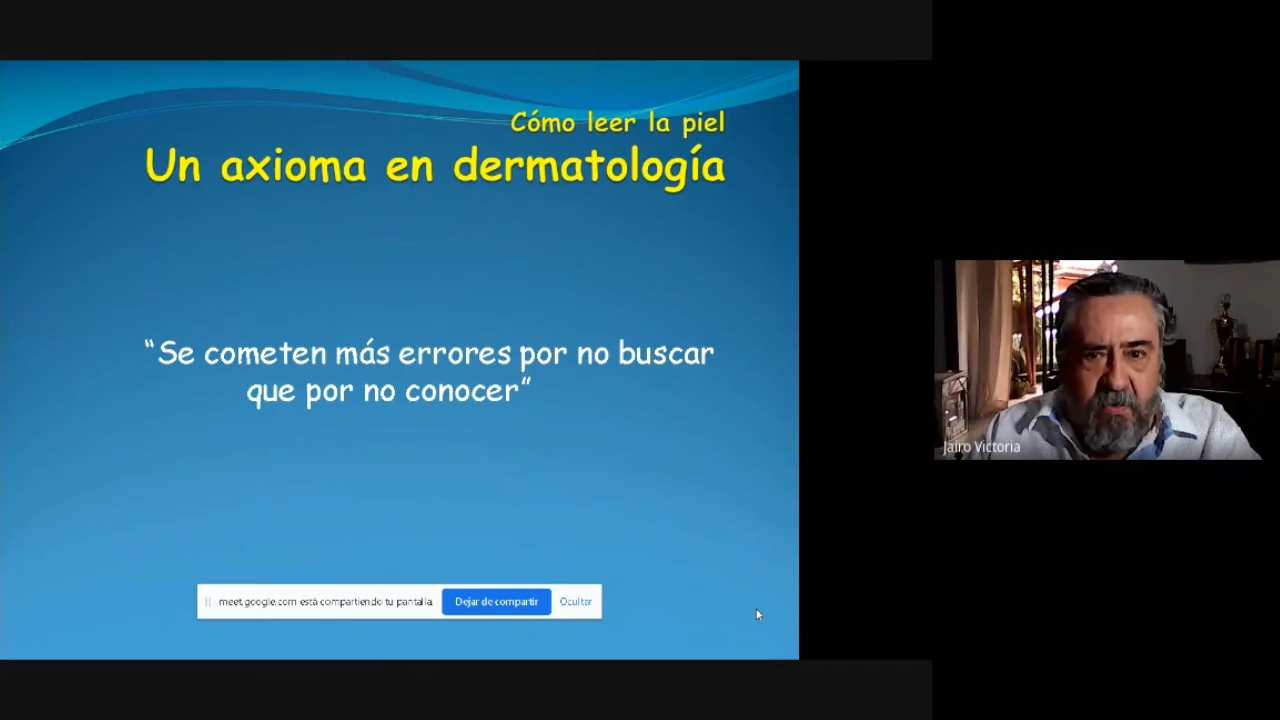 Cómo leer la piel
Un axioma en dermatología
“Se cometen más errores por no buscar
que por no conocer”
meet.google.com está compartiendo tu pantalla.
Dejar de compartir
Ocultar
Jairo Victoria